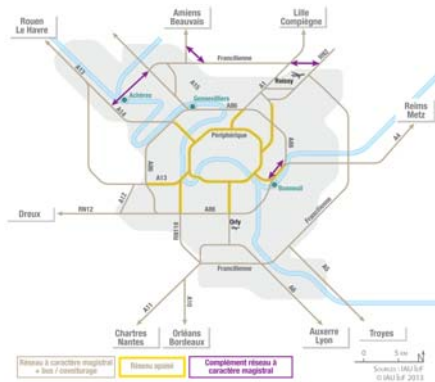 Rouen
Le Havre
Amiens
Beauvais
Lille
Compiègne
Francilienne
RN2
Roissy
A13
A15
A1
Achères
Gennevilliers
A86
A14
Périphérique
Reims
Metz
A4
A86
A86
A13
Bonneuil
A12
Dreux
RN12
A86
Orly
RN118
Francilienne
Francilienne
A5
A6
A11
A10
Chartres
Nantes
Orléans
Bordeaux
Auxerre
Lyon
Troyes
0 5 km
Réseau à caractère magistral
+ bus / covoiturage
Réseau apaisé
Complément réseau à
caractère magistral
Sources : IAU îdF
© IAU îdF 2013